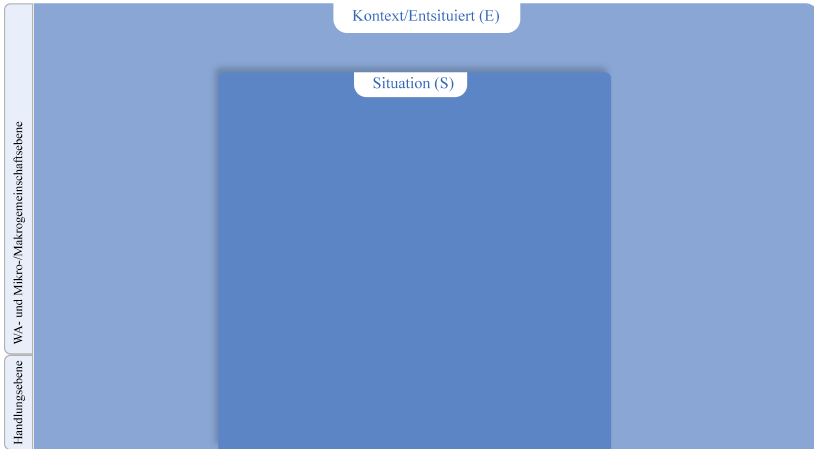 Kontext/Entsituiert (E)
Situation (S)
WA- und Mikro-/Makrogemeinschaftsebene
Handlungsebene